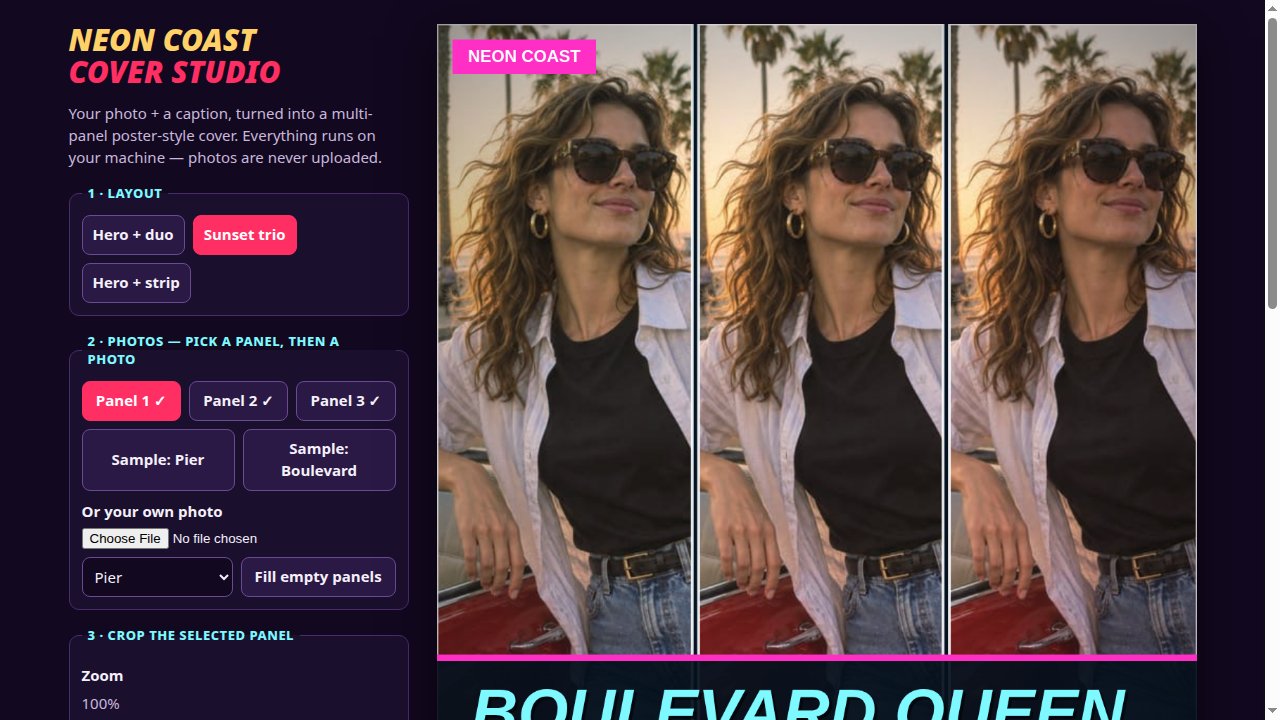 NEON COAST
COVER STUDIO
Your photo + a caption, turned into a multi-
panel poster-style cover. Everything runs on
your machine — photos are never uploaded.
1 · LAYOUT
Hero + duo
Sunset trio
Hero + strip
2 · PHOTOS — PICK A PANEL, THEN A
PHOTO
Panel 1 ✓
Panel 2 ✓
Panel 3 ✓
Sample: Pier
Sample:
Boulevard
Or your own photo
Choose File No file chosen
Pier
Fill empty panels
3 · CROP THE SELECTED PANEL
Zoom
100%
NEON COAST
BOULEVARD QUEEN